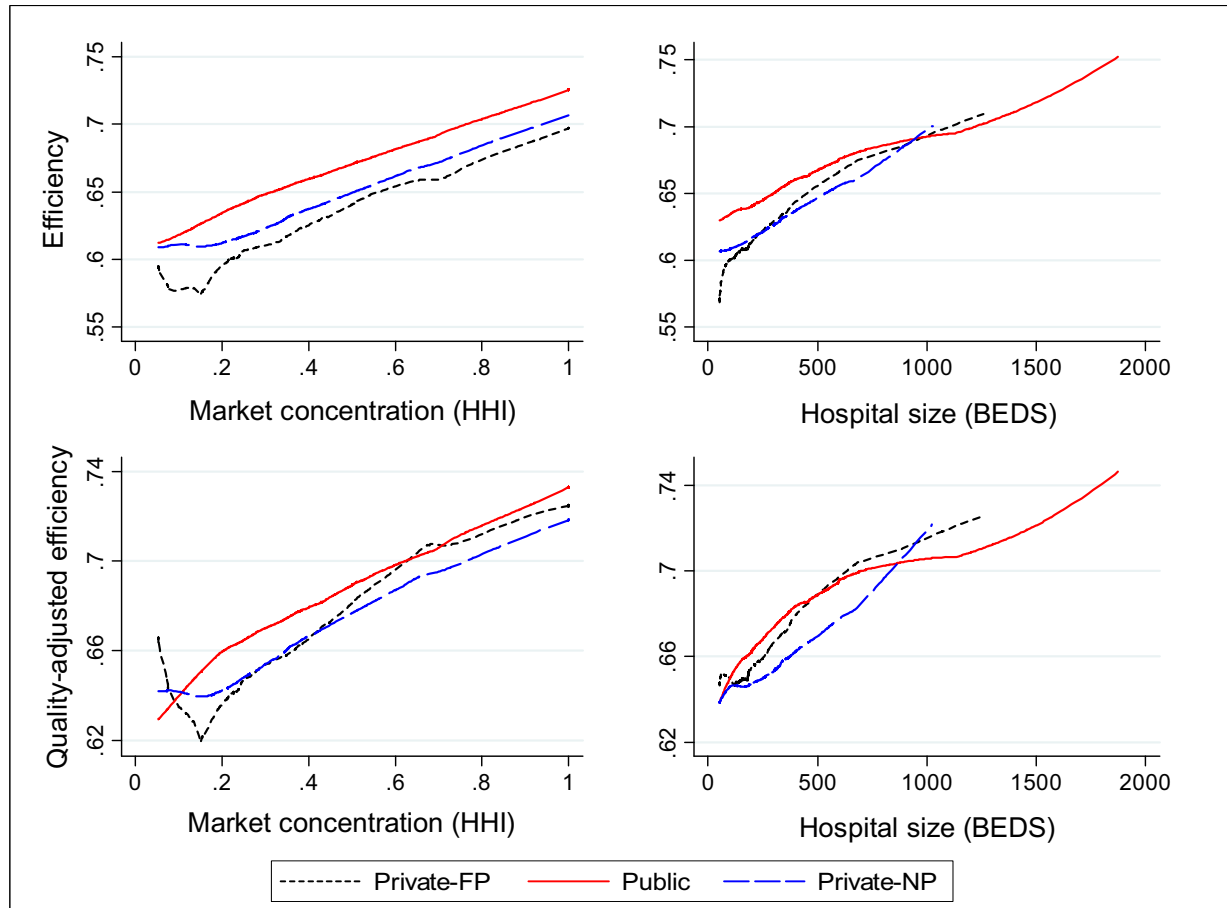 Efficiency
.75
.7
.65
.6
.55
0 .2 .4 .6 .8 1
Market concentration (HHI)
.75
.7
.65
.6
.55
0 500 1000 1500 2000
Hospital size (BEDS)
Quality-adjusted efficiency
.74
.7
.66
.62
0 .2 .4 .6 .8 1
Market concentration (HHI)
.74
.7
.66
.62
0 500 1000 1500 2000
Hospital size (BEDS)
Private-FP Public Private-NP